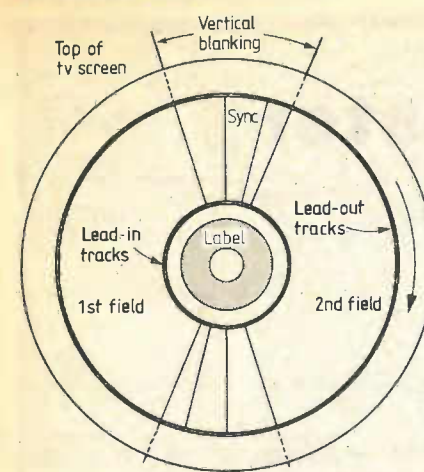 Vertical
blanking
Top of
tv screen
Sync
Lead-in
tracks
Label
Lead-out
tracks
1st field
2nd field